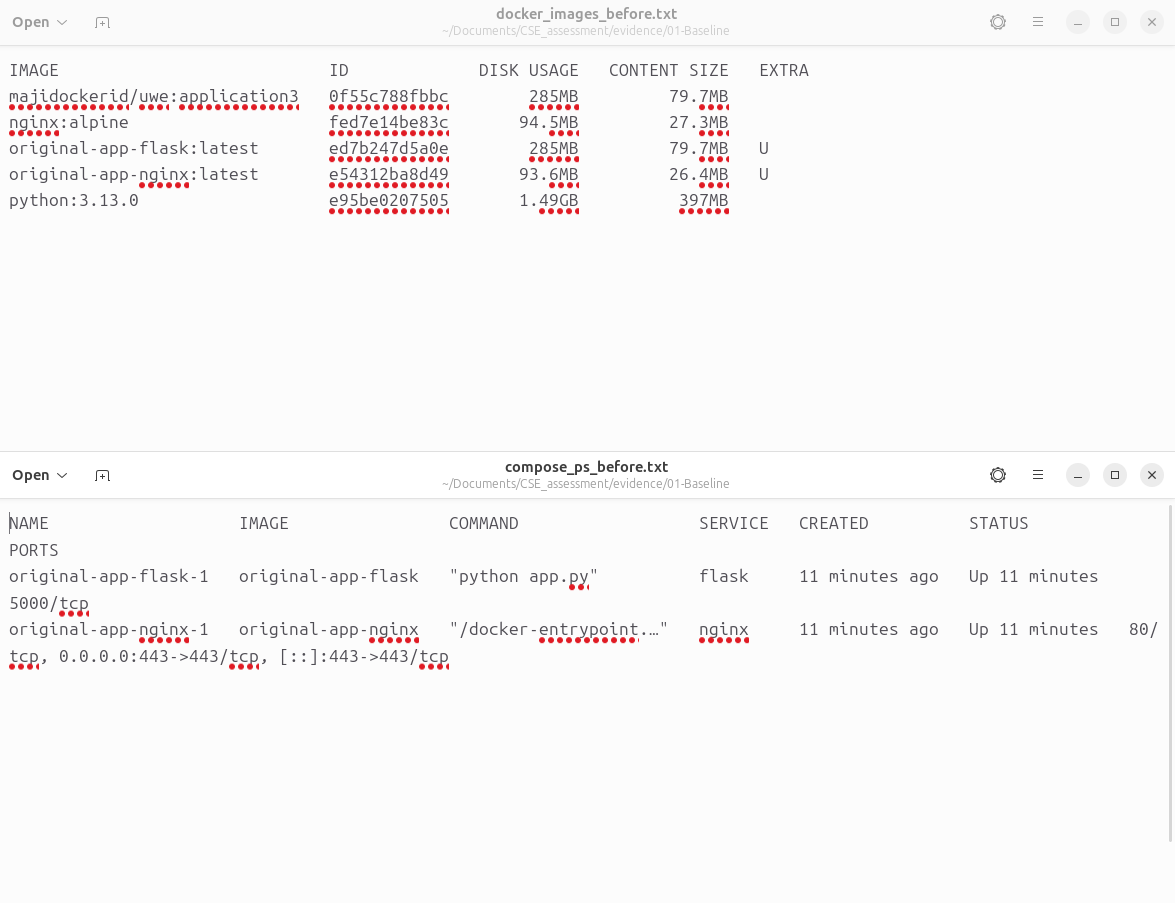 Open
docker_images_before.txt
~/Documents/CSE_assessment/evidence/01-Baseline
IMAGE ID DISK USAGE CONTENT SIZE EXTRA
majidockerid/uwe:application3 0f55c788fbbc 285MB 79.7MB
nginx:alpine fed7e14be83c 94.5MB 27.3MB
original-app-flask:latest ed7b247d5a0e 285MB 79.7MB U
original-app-nginx:latest e54312ba8d49 93.6MB 26.4MB U
python:3.13.0 e95be0207505 1.49GB 397MB
Open
compose_ps_before.txt
~/Documents/CSE_assessment/evidence/01-Baseline
NAME IMAGE COMMAND SERVICE CREATED STATUS
PORTS
original-app-flask-1 original-app-flask "python app.py" flask 11 minutes ago Up 11 minutes
5000/tcp
original-app-nginx-1 original-app-nginx "/docker-entrypoint.…" nginx 11 minutes ago Up 11 minutes 80/
tcp, 0.0.0.0:443->443/tcp, [::]:443->443/tcp